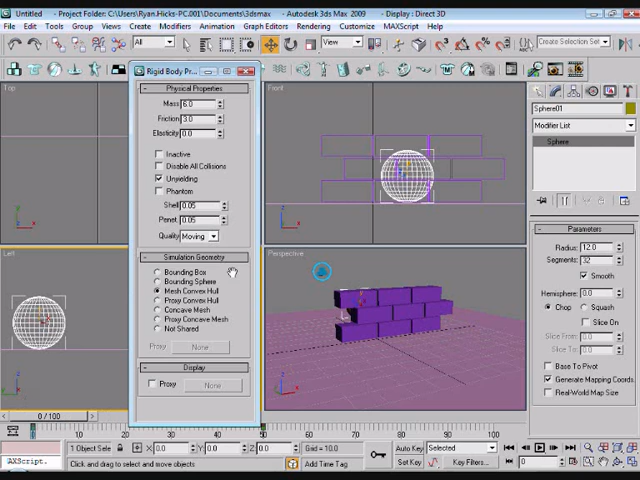 Untitled - Project Folder: C:\Users\Ryan.Hicks-PC.001\Documents\3dsmax - Autodesk 3ds Max 2009 - Display : Direct 3D
File Edit Tools Group Views Create Modifiers Animation Graph Editors Rendering Customize MAXScript Help
All View Create Selection Set
Rigid Body Pr...
Top
Physical Properties
Mass 6.0
Friction 3.0
Elasticity 0.0
Inactive
Disable All Collisions
Unyielding
Phantom
Shell 0.05
Penet. 0.05
Quality Moving
Simulation Geometry
Bounding Box
Bounding Sphere
Mesh Convex Hull
Proxy Convex Hull
Concave Mesh
Proxy Concave Mesh
Not Shared
Proxy None
Display
Proxy None
Front
Left
Perspective
Sphere01
Modifier List
Sphere
Parameters
Radius: 12.0
Segments: 32
Smooth
Hemisphere: 0.0
Chop Squash
Slice On
Slice From:
Slice To:
Base To Pivot
Generate Mapping Coords.
Real-World Map Size
0 / 100
0 10 20 30 40 50 60 70 80 90 100
1 Object Sele X: 0.0 Y: 0.0 Z: 0.0 Grid = 10.0 Auto Key Selected
AXScript. Click and drag to select and move objects Add Time Tag Set Key Key Filters... 0